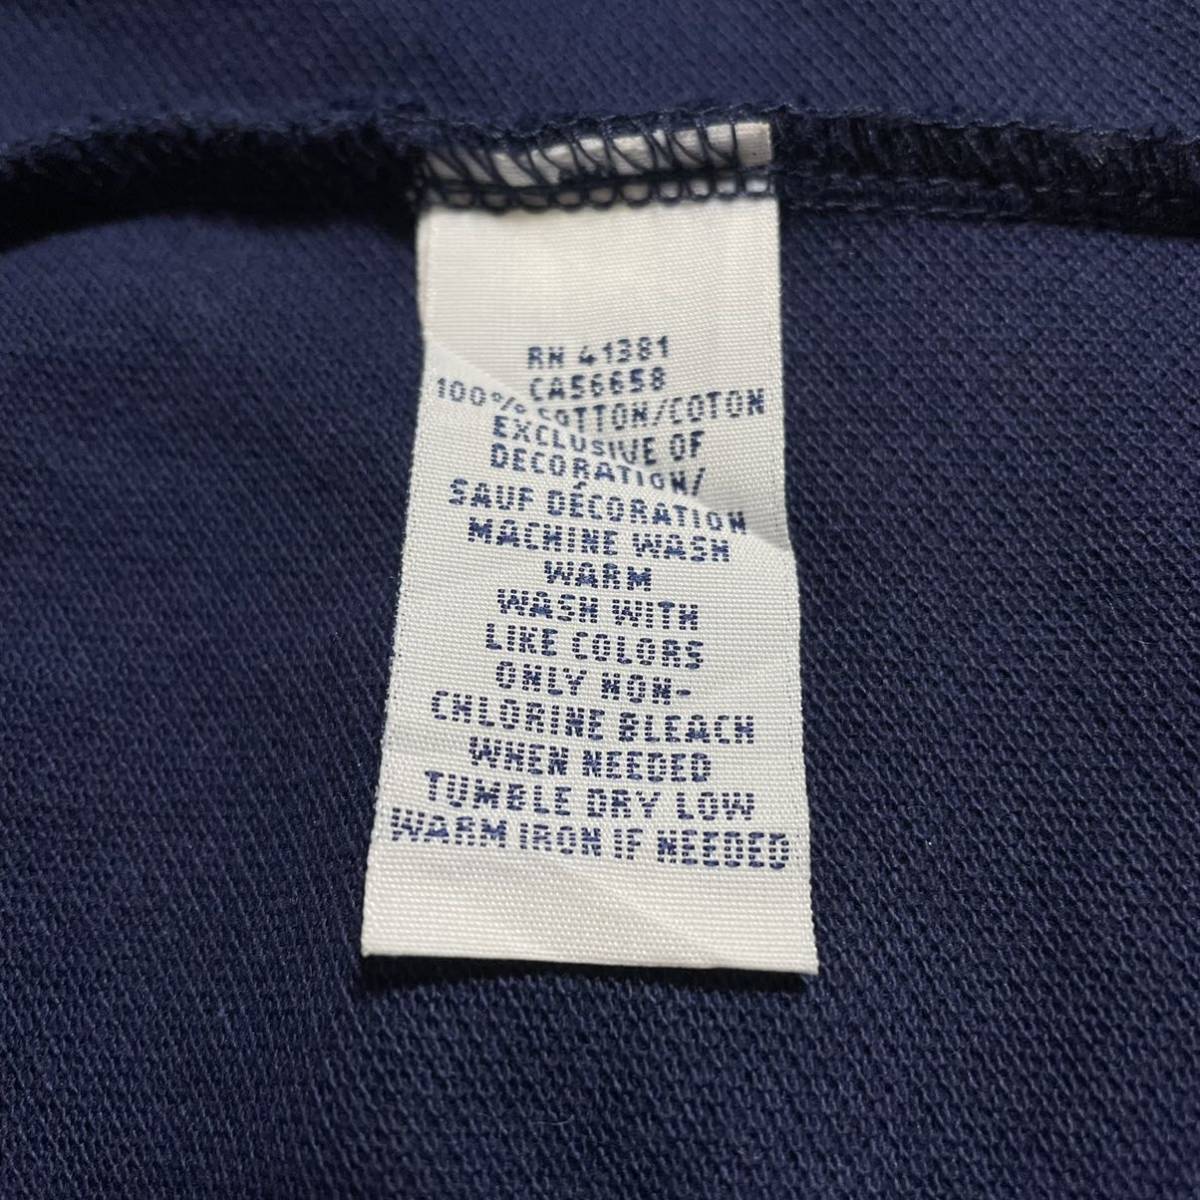 RN 41381
CA56658
100% COTTON/COTON
EXCLUSIVE OF
DECORATION/
SAUF DÉCORATION
MACHINE WASH
WARM
WASH WITH
LIKE COLORS
ONLY NON-
CHLORINE BLEACH
WHEN NEEDED
TUMBLE DRY LOW
WARM IRON IF NEEDED